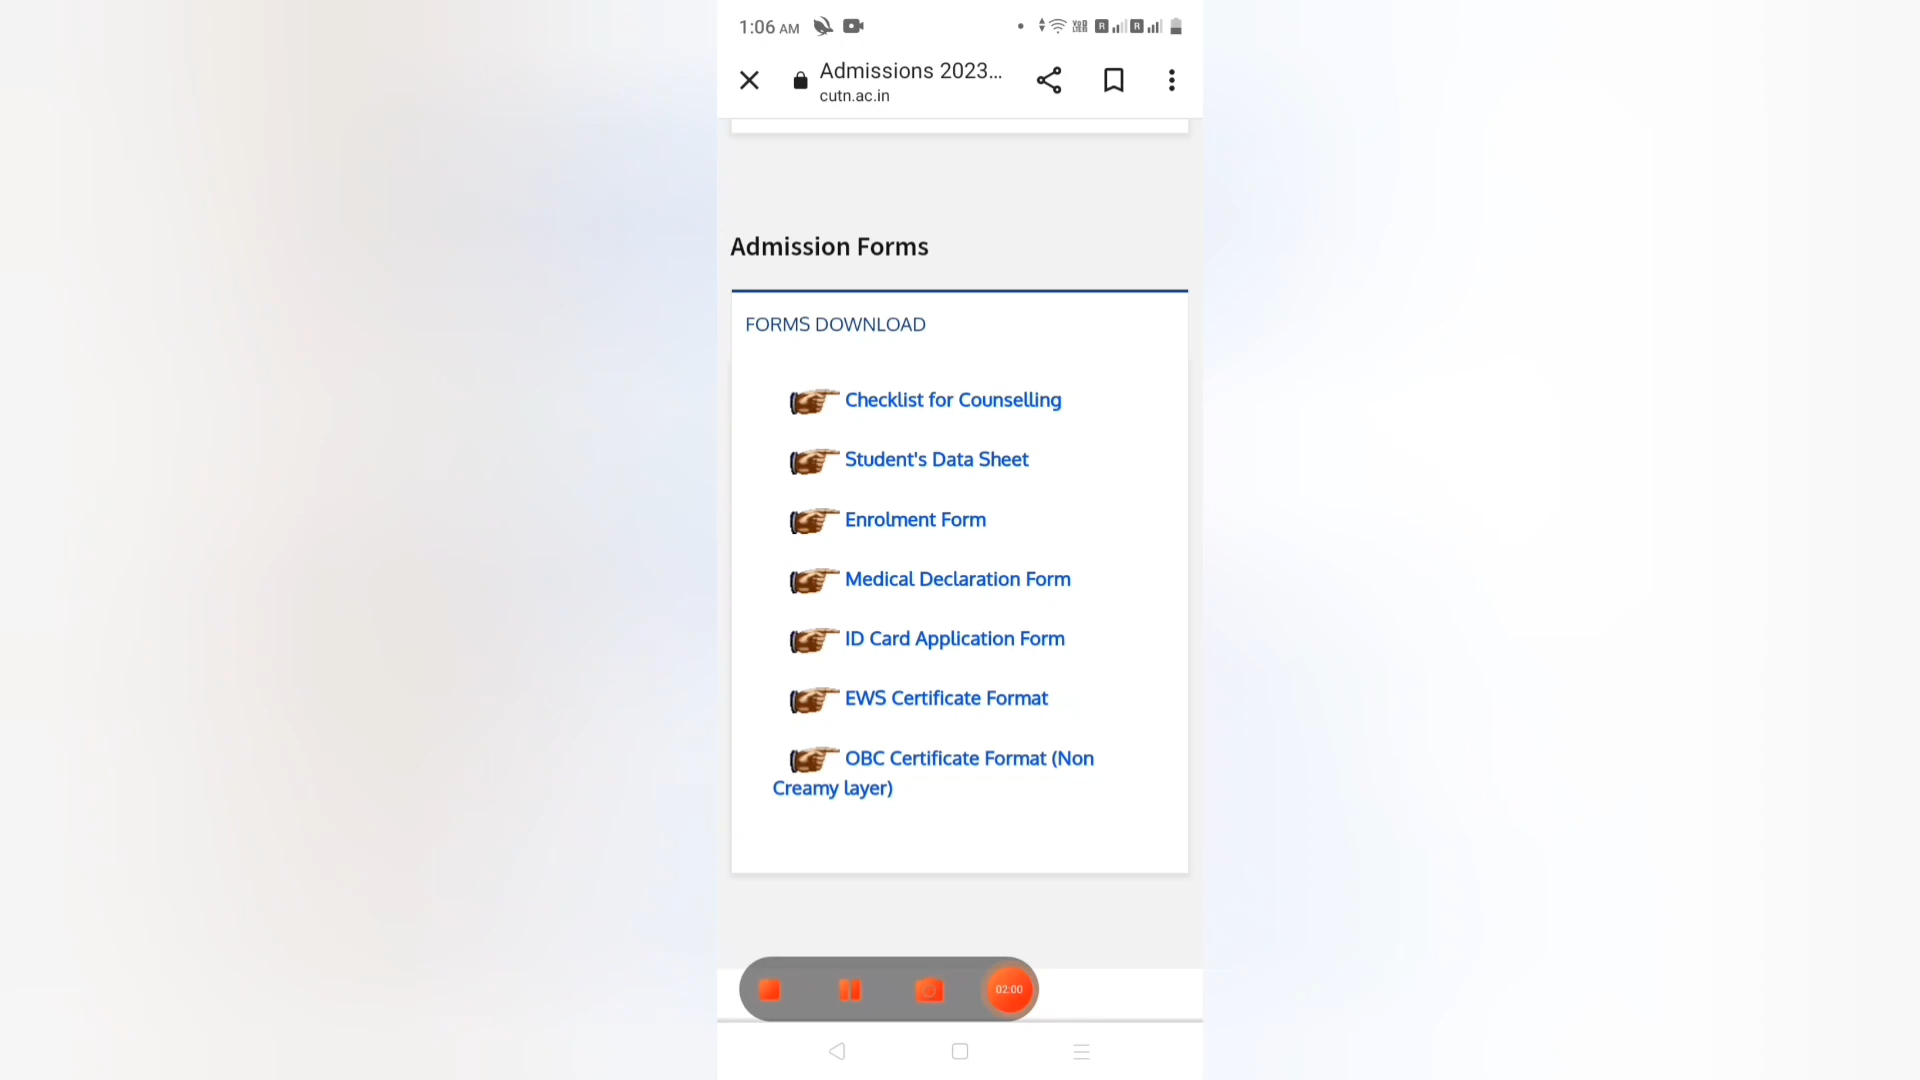 1:06 AM
Admissions 2023...
cutn.ac.in
Admission Forms
FORMS DOWNLOAD
Checklist for Counselling
Student's Data Sheet
Enrolment Form
Medical Declaration Form
ID Card Application Form
EWS Certificate Format
OBC Certificate Format (Non
Creamy layer)
02:00